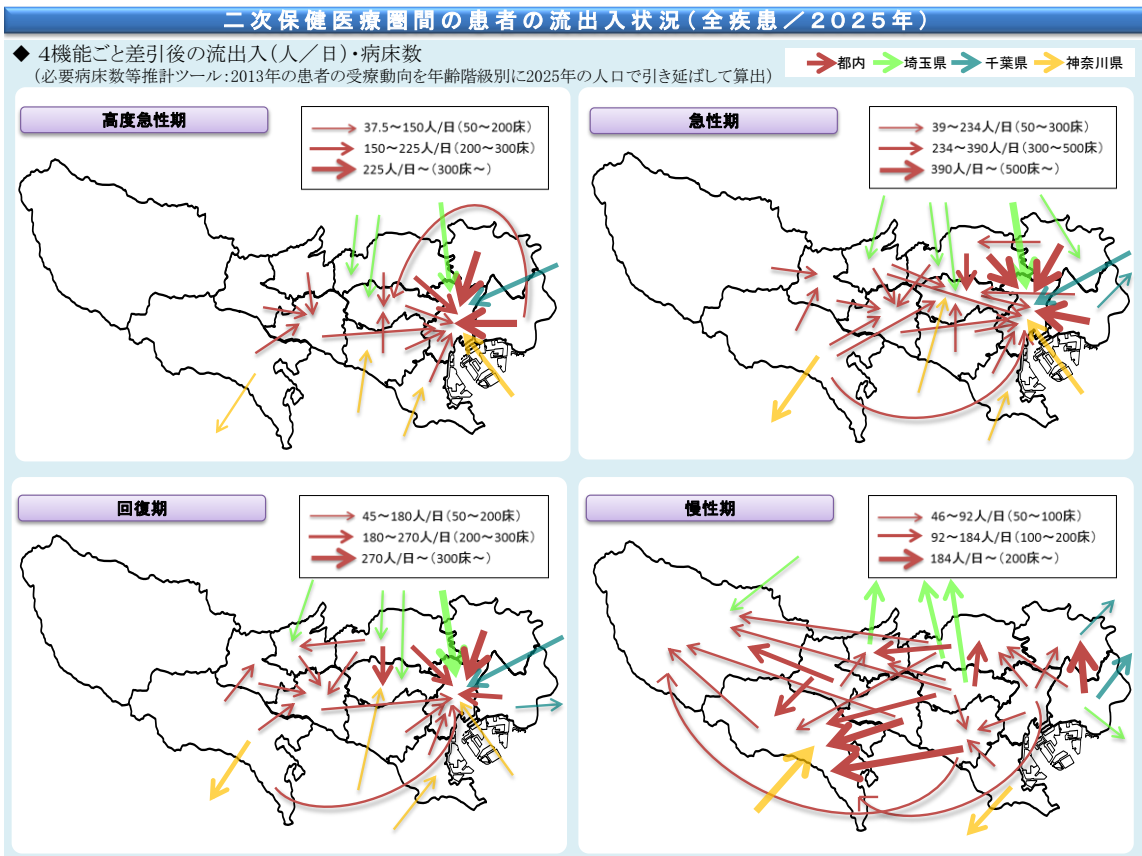 二次保健医療圏間の患者の流出入状況（全疾患／２０２５年）
◆ ４機能ごと差引後の流出入（人／日）・病床数
（必要病床数等推計ツール：2013年の患者の受療動向を年齢階級別に2025年の人口で引き延ばして算出）
都内 埼玉県 千葉県 神奈川県
高度急性期
37.5～150人/日（50～200床）
150～225人/日（200～300床）
225人/日～（300床～）
急性期
39～234人/日（50～300床）
234～390人/日（300～500床）
390人/日～（500床～）
回復期
45～180人/日（50～200床）
180～270人/日（200～300床）
270人/日～（300床～）
慢性期
46～92人/日（50～100床）
92～184人/日（100～200床）
184人/日～（200床～）